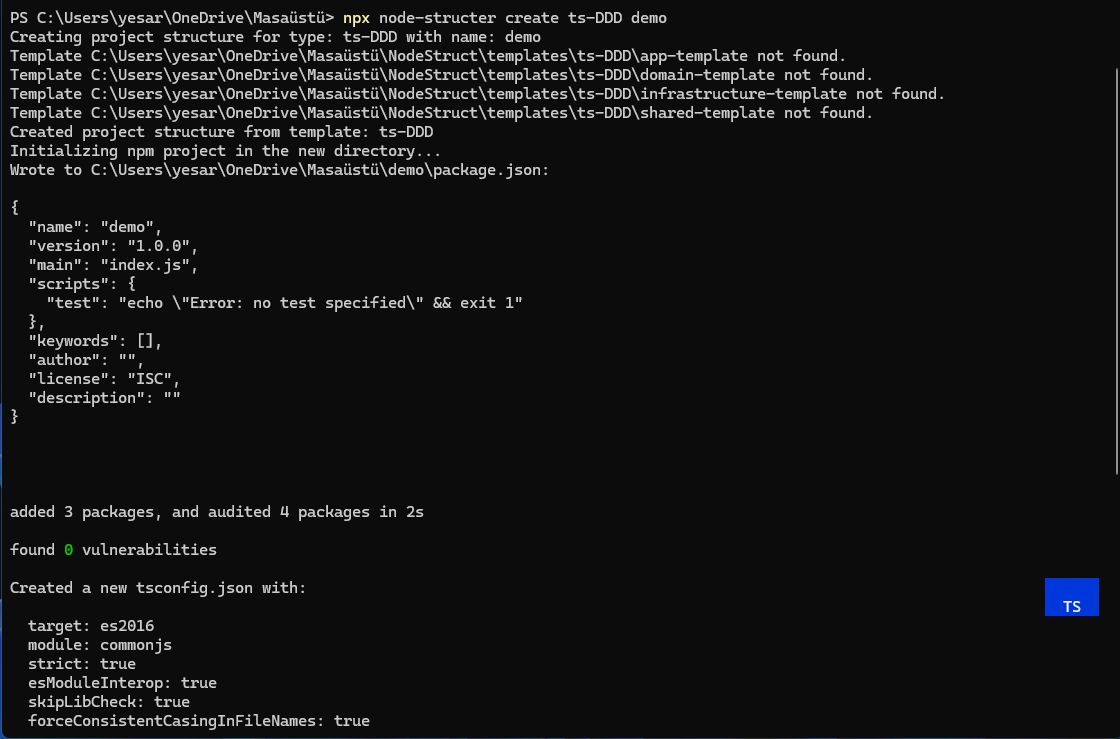 PS C:\Users\yesar\OneDrive\Masaüstü> npx node-structer create ts-DDD demo
Creating project structure for type: ts-DDD with name: demo
Template C:\Users\yesar\OneDrive\Masaüstü\NodeStruct\templates\ts-DDD\app-template not found.
Template C:\Users\yesar\OneDrive\Masaüstü\NodeStruct\templates\ts-DDD\domain-template not found.
Template C:\Users\yesar\OneDrive\Masaüstü\NodeStruct\templates\ts-DDD\infrastructure-template not found.
Template C:\Users\yesar\OneDrive\Masaüstü\NodeStruct\templates\ts-DDD\shared-template not found.
Created project structure from template: ts-DDD
Initializing npm project in the new directory...
Wrote to C:\Users\yesar\OneDrive\Masaüstü\demo\package.json:

{
  "name": "demo",
  "version": "1.0.0",
  "main": "index.js",
  "scripts": {
    "test": "echo \"Error: no test specified\" && exit 1"
  },
  "keywords": [],
  "author": "",
  "license": "ISC",
  "description": ""
}

added 3 packages, and audited 4 packages in 2s

found 0 vulnerabilities

Created a new tsconfig.json with:
TS
  target: es2016
  module: commonjs
  strict: true
  esModuleInterop: true
  skipLibCheck: true
  forceConsistentCasingInFileNames: true